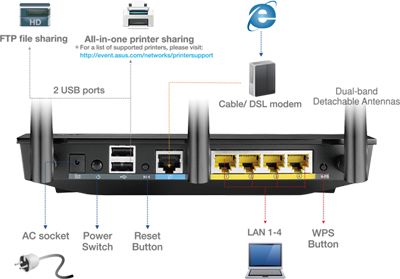 HD
FTP file sharing
All-in-one printer sharing
* For a list of supported printers, please visit:
http://event.asus.com/networks/printersupport
2 USB ports
Cable/ DSL modem
Dual-band
Detachable Antennas
AC socket
Power
Switch
Reset
Button
LAN 1-4
WPS
Button